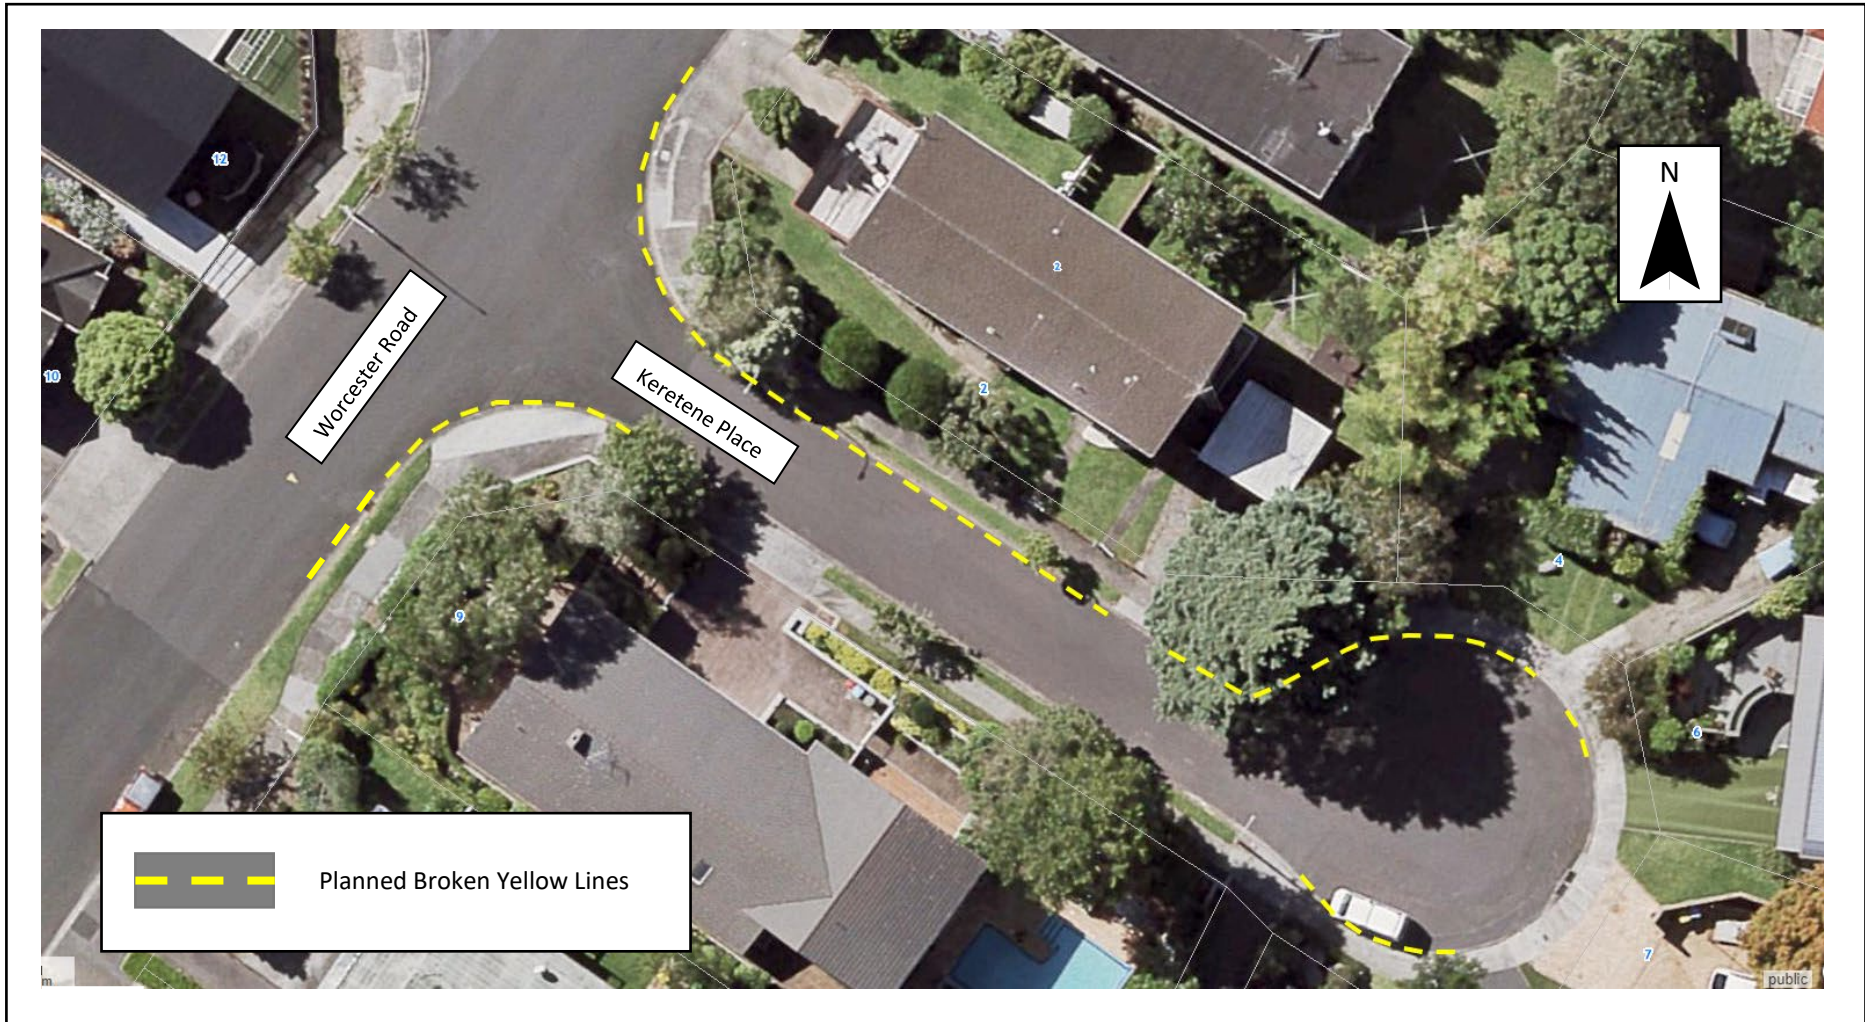 12
N
2
10
Worcester Road
Keretene Place
2
4
9
6
Planned Broken Yellow Lines
7
m
public